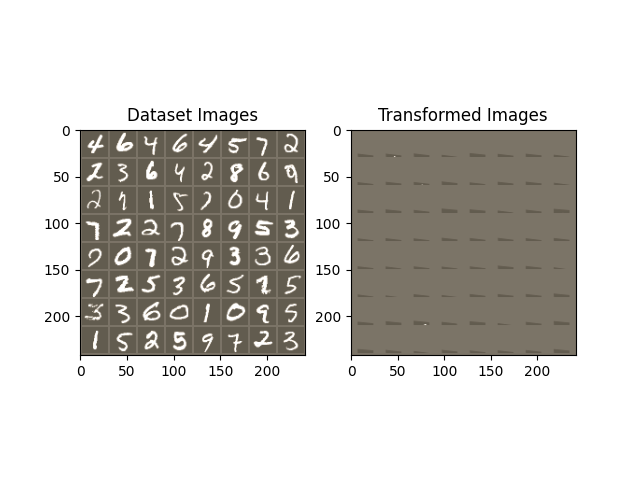 Dataset Images
Transformed Images
0
50
100
150
200
4 6 4 6 4 5 7 2
2 3 6 4 2 8 6 9
2 7 1 5 7 0 4 1
7 2 2 7 8 9 5 3
7 0 7 2 9 3 3 6
7 2 5 3 6 5 1 5
3 3 6 0 1 0 9 5
1 5 2 5 9 7 2 3
0 50 100 150 200
0
50
100
150
200
0 50 100 150 200